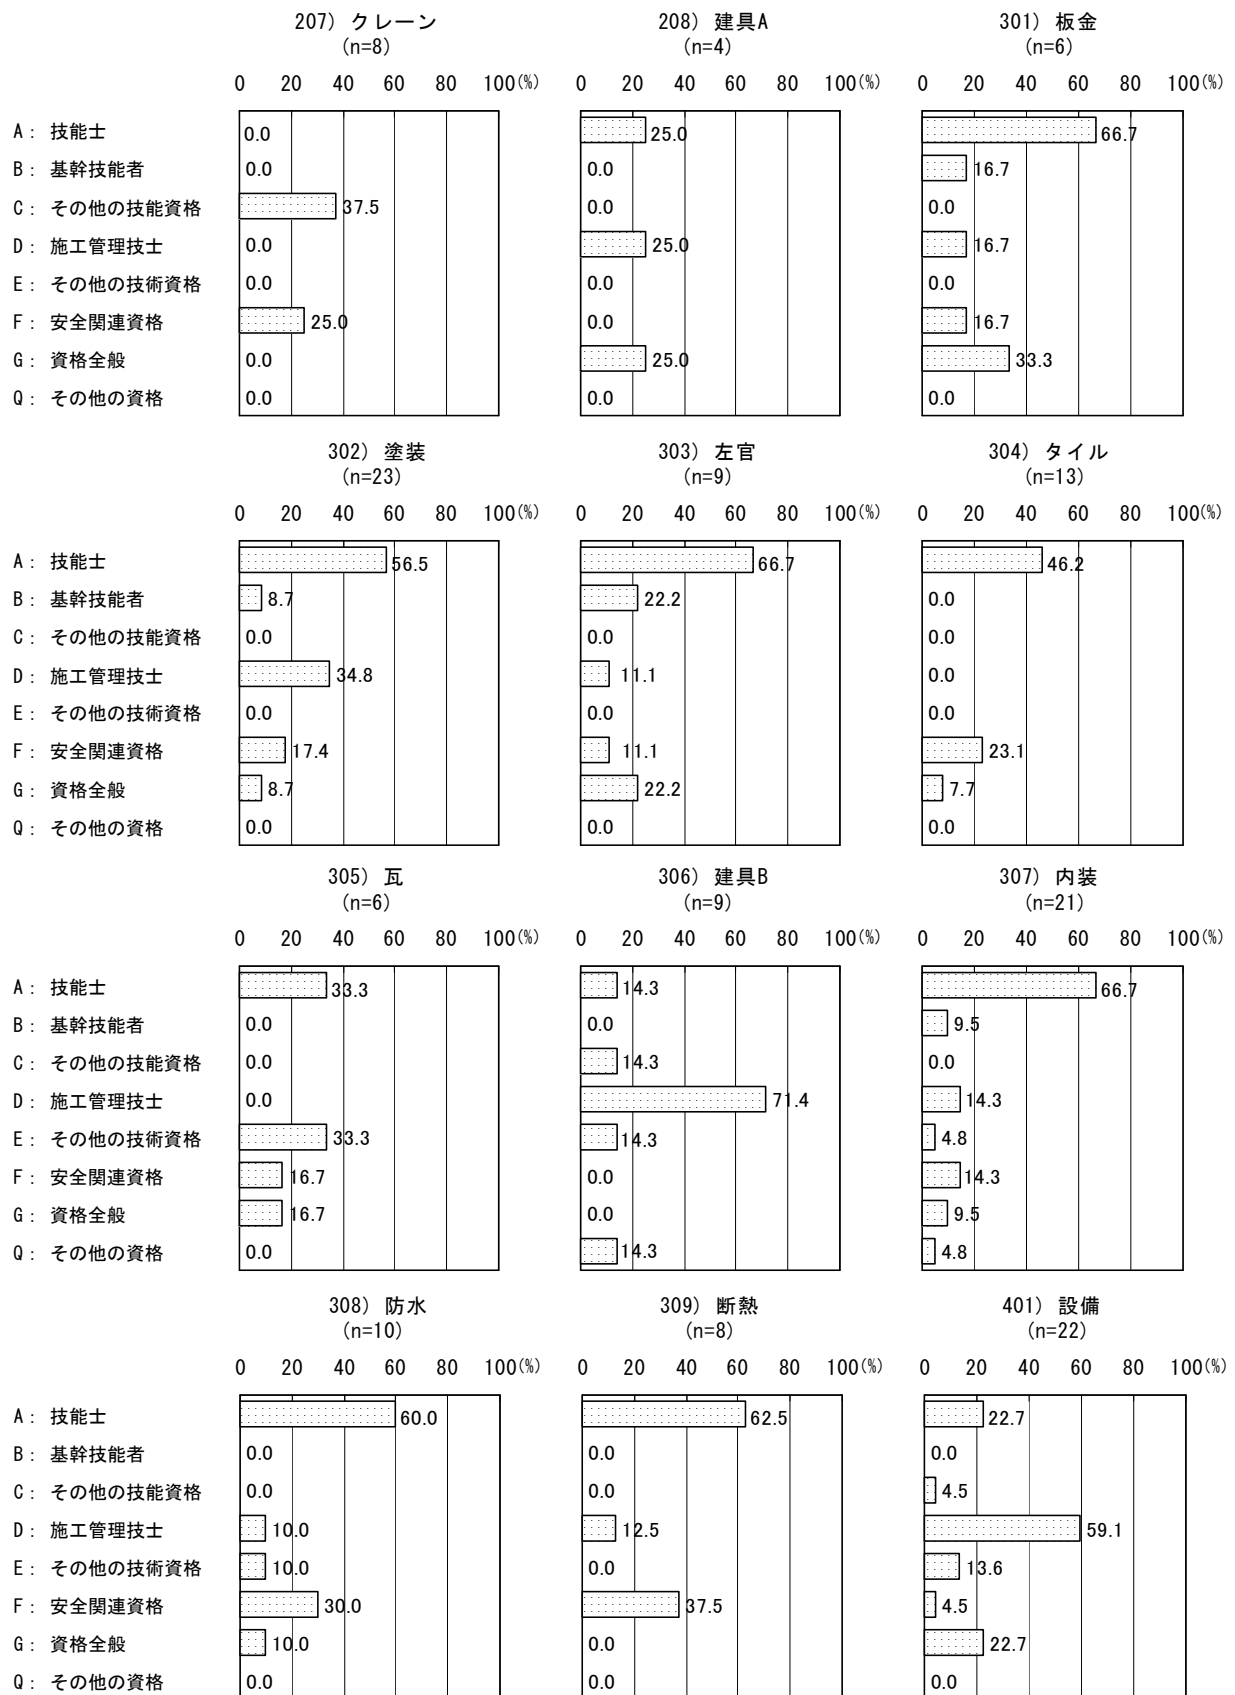 207) クレーン 208) 建具A 301) 板金
(n=8) (n=4) (n=6)
0 20 40 60 80 100(%) 0 20 40 60 80 100(%) 0 20 40 60 80 100(%)
A: 技能士 0.0 25.0 66.7
B: 基幹技能者 0.0 0.0 16.7
C: その他の技能資格 37.5 0.0 0.0
D: 施工管理技士 0.0 25.0 16.7
E: その他の技術資格 0.0 0.0 0.0
F: 安全関連資格 25.0 0.0 16.7
G: 資格全般 0.0 25.0 33.3
Q: その他の資格 0.0 0.0 0.0
302) 塗装 303) 左官 304) タイル
(n=23) (n=9) (n=13)
0 20 40 60 80 100(%) 0 20 40 60 80 100(%) 0 20 40 60 80 100(%)
A: 技能士 56.5 66.7 46.2
B: 基幹技能者 8.7 22.2 0.0
C: その他の技能資格 0.0 0.0 0.0
D: 施工管理技士 34.8 11.1 0.0
E: その他の技術資格 0.0 0.0 0.0
F: 安全関連資格 17.4 11.1 23.1
G: 資格全般 8.7 22.2 7.7
Q: その他の資格 0.0 0.0 0.0
305) 瓦 306) 建具B 307) 内装
(n=6) (n=9) (n=21)
0 20 40 60 80 100(%) 0 20 40 60 80 100(%) 0 20 40 60 80 100(%)
A: 技能士 33.3 14.3 66.7
B: 基幹技能者 0.0 0.0 9.5
C: その他の技能資格 0.0 14.3 0.0
D: 施工管理技士 0.0 71.4 14.3
E: その他の技術資格 33.3 14.3 4.8
F: 安全関連資格 16.7 0.0 14.3
G: 資格全般 16.7 0.0 9.5
Q: その他の資格 0.0 14.3 4.8
308) 防水 309) 断熱 401) 設備
(n=10) (n=8) (n=22)
0 20 40 60 80 100(%) 0 20 40 60 80 100(%) 0 20 40 60 80 100(%)
A: 技能士 60.0 62.5 22.7
B: 基幹技能者 0.0 0.0 0.0
C: その他の技能資格 0.0 0.0 4.5
D: 施工管理技士 10.0 12.5 59.1
E: その他の技術資格 10.0 0.0 13.6
F: 安全関連資格 30.0 37.5 4.5
G: 資格全般 10.0 0.0 22.7
Q: その他の資格 0.0 0.0 0.0